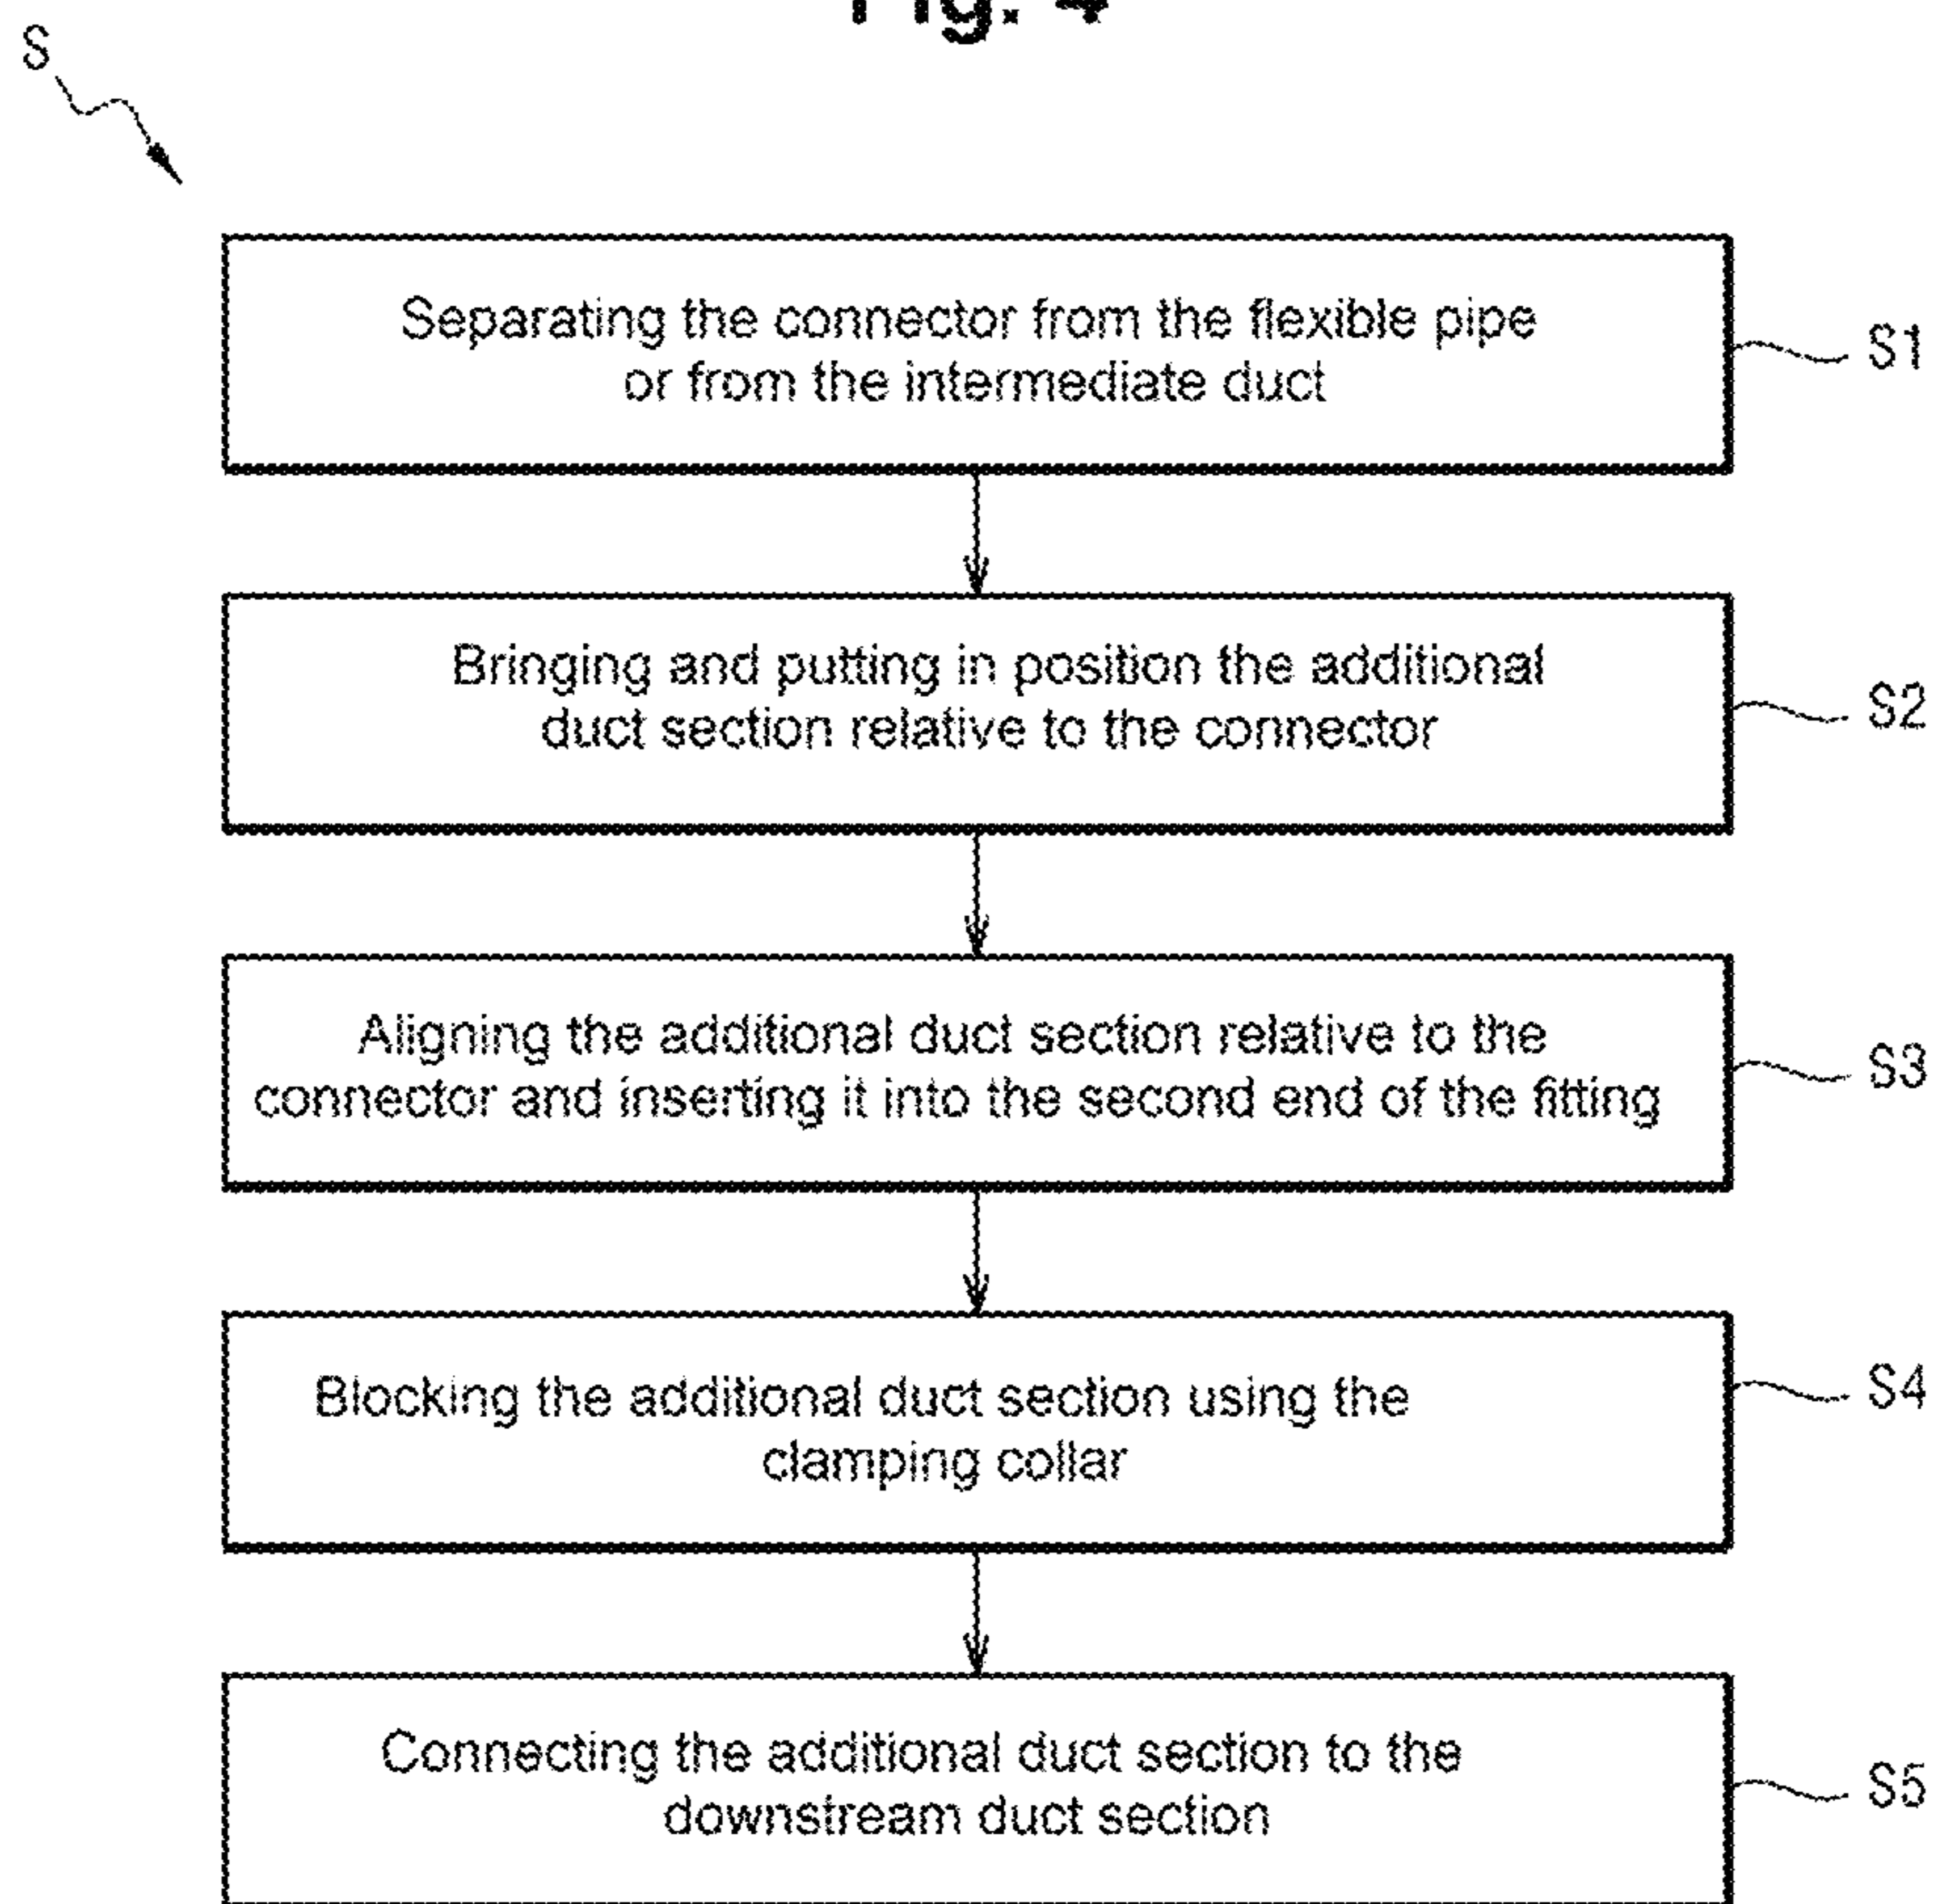 Fig. 4
S
Separating the connector from the flexible pipe
or from the intermediate duct
S1
Bringing and putting in position the additional
duct section relative to the connector
S2
Aligning the additional duct section relative to the
connector and inserting it into the second end of the fitting
S3
Blocking the additional duct section using the
clamping collar
S4
Connecting the additional duct section to the
downstream duct section
S5